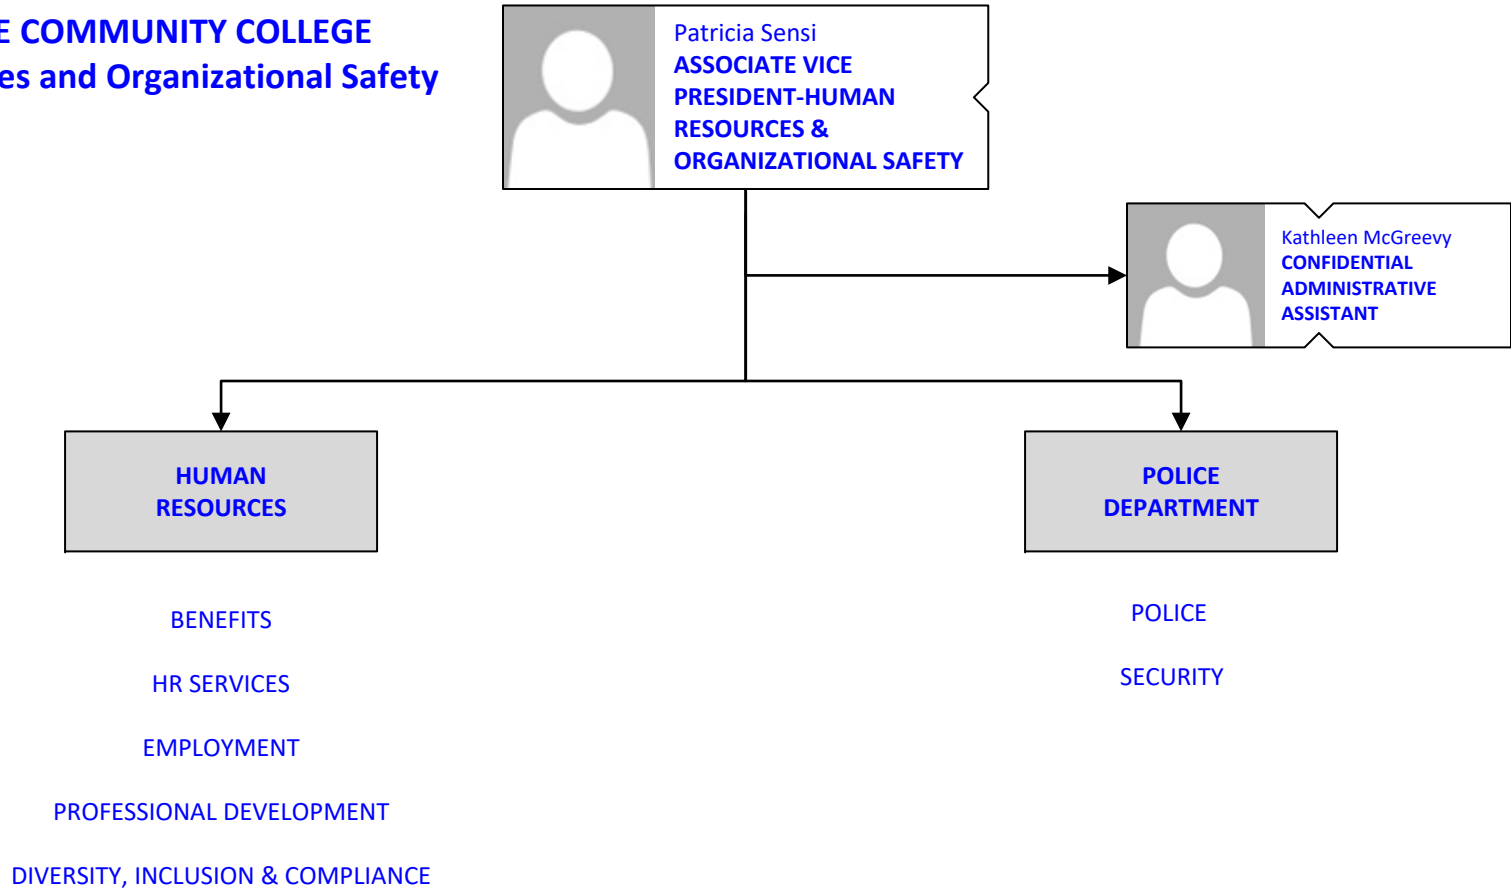 E COMMUNITY COLLEGE
es and Organizational Safety
Patricia Sensi
ASSOCIATE VICE
PRESIDENT-HUMAN
RESOURCES &
ORGANIZATIONAL SAFETY
Kathleen McGreevy
CONFIDENTIAL
ADMINISTRATIVE
ASSISTANT
HUMAN
RESOURCES
BENEFITS
HR SERVICES
EMPLOYMENT
PROFESSIONAL DEVELOPMENT
DIVERSITY, INCLUSION & COMPLIANCE
POLICE
DEPARTMENT
POLICE
SECURITY